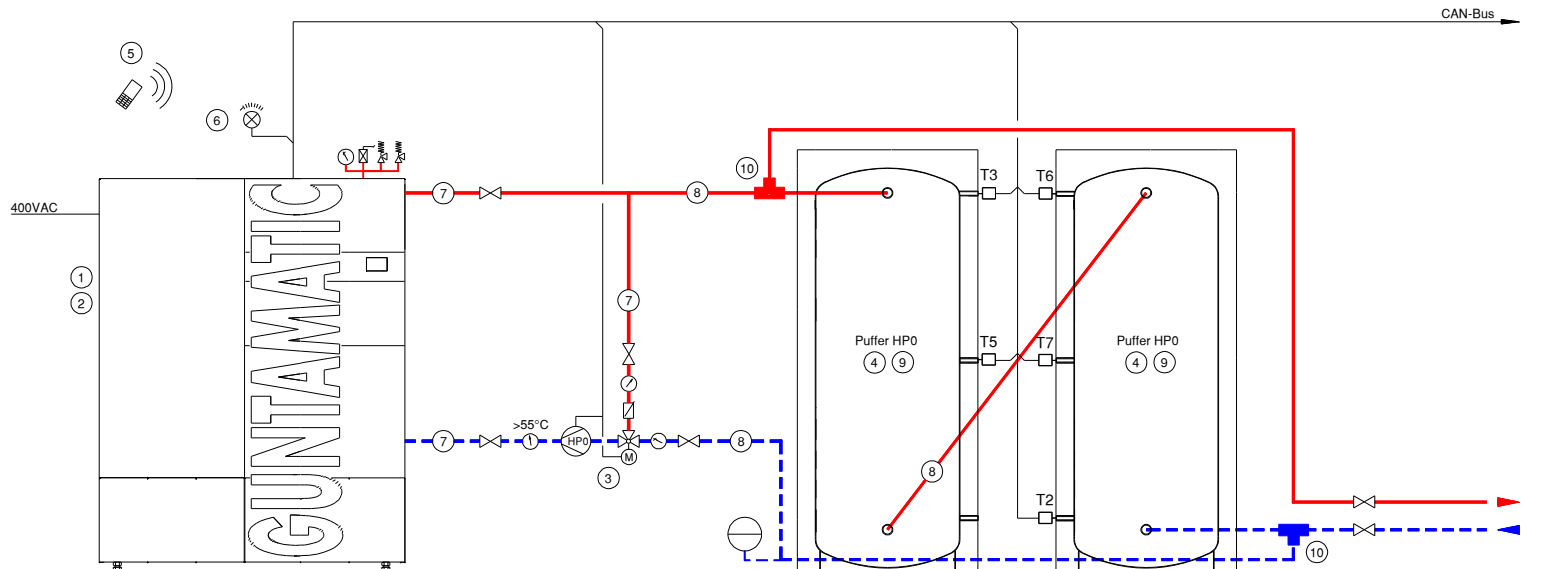 CAN-Bus
5
6
10
7
8
T3
T6
400VAC
GUNTAMATIC
1
2
7
Puffer HP0
4 9
T5
T7
Puffer HP0
4 9
>55°C
7
HP0
M
8
3
8
T2
10